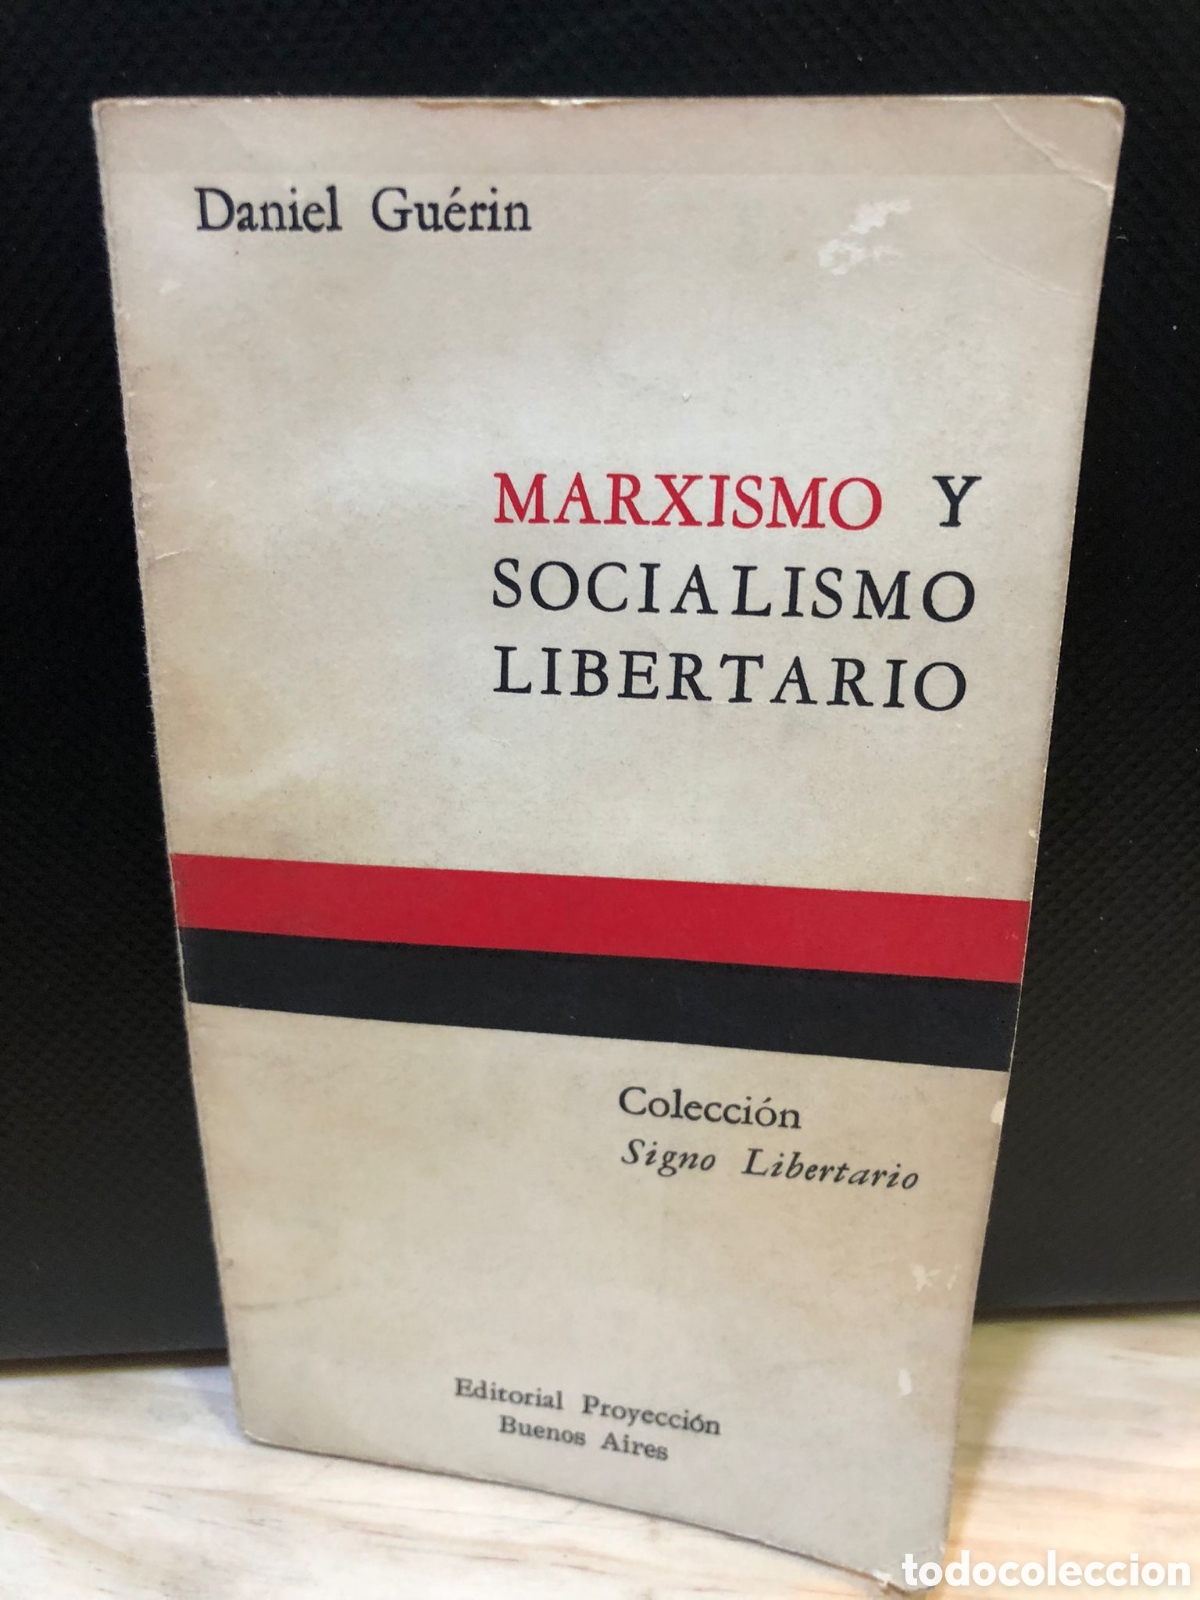 Daniel Guérin
MARXISMO Y
SOCIALISMO
LIBERTARIO
Colección
Signo Libertario
Editorial Proyección
Buenos Aires
todocoleccion